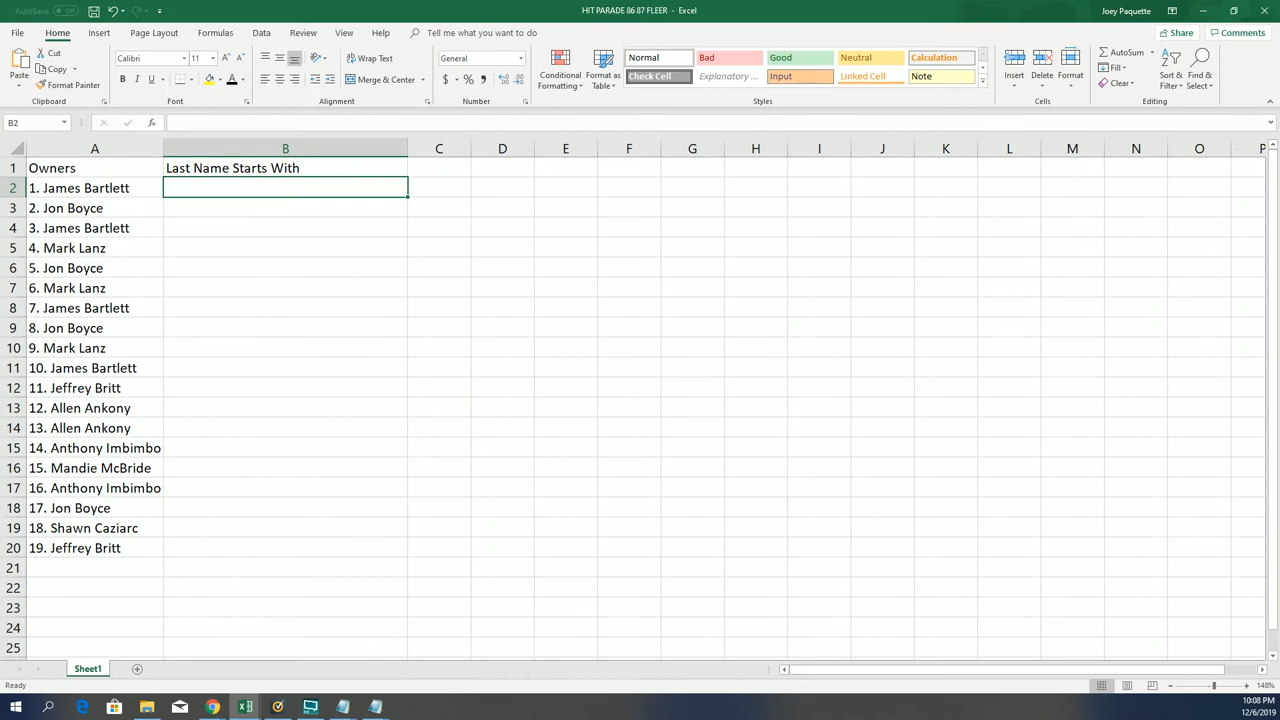 AutoSave Off HIT PARADE 86 87 FLEER - Excel Joey Paquette
File Home Insert Page Layout Formulas Data Review View Help Tell me what you want to do Share Comments
Paste Cut Copy Format Painter Clipboard
Calibri 11 B I U A A A Font
Wrap Text Merge & Center Alignment
General $ % , Number
Conditional Formatting Format as Table Normal Bad Good Neutral Calculation
Check Cell Explanatory ... Input Linked Cell Note Styles
Insert Delete Format Cells
AutoSum Fill Clear Sort & Filter Find & Select Editing
B2 fx
A B C D E F G H I J K L M N O P
1 Owners Last Name Starts With
2 1. James Bartlett
3 2. Jon Boyce
4 3. James Bartlett
5 4. Mark Lanz
6 5. Jon Boyce
7 6. Mark Lanz
8 7. James Bartlett
9 8. Jon Boyce
10 9. Mark Lanz
11 10. James Bartlett
12 11. Jeffrey Britt
13 12. Allen Ankony
14 13. Allen Ankony
15 14. Anthony Imbimbo
16 15. Mandie McBride
17 16. Anthony Imbimbo
18 17. Jon Boyce
19 18. Shawn Caziarc
20 19. Jeffrey Britt
21
22
23
24
25
Sheet1
Ready 148%
10:08 PM
12/6/2019